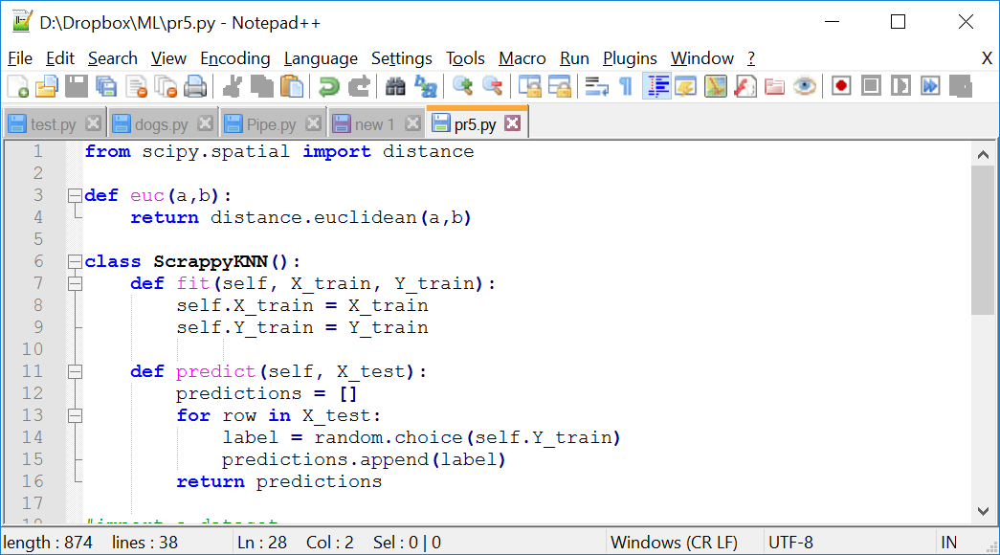 D:\Dropbox\ML\pr5.py - Notepad++
File Edit Search View Encoding Language Settings Tools Macro Run Plugins Window ? X
test.py dogs.py Pipe.py new 1 pr5.py
1 from scipy.spatial import distance
2
3 def euc(a,b):
4     return distance.euclidean(a,b)
5
6 class ScrappyKNN():
7     def fit(self, X_train, Y_train):
8         self.X_train = X_train
9         self.Y_train = Y_train
10
11     def predict(self, X_test):
12         predictions = []
13         for row in X_test:
14             label = random.choice(self.Y_train)
15             predictions.append(label)
16         return predictions
17
18 #import a dataset
length : 874 lines : 38 Ln : 28 Col : 2 Sel : 0 | 0 Windows (CR LF) UTF-8 IN